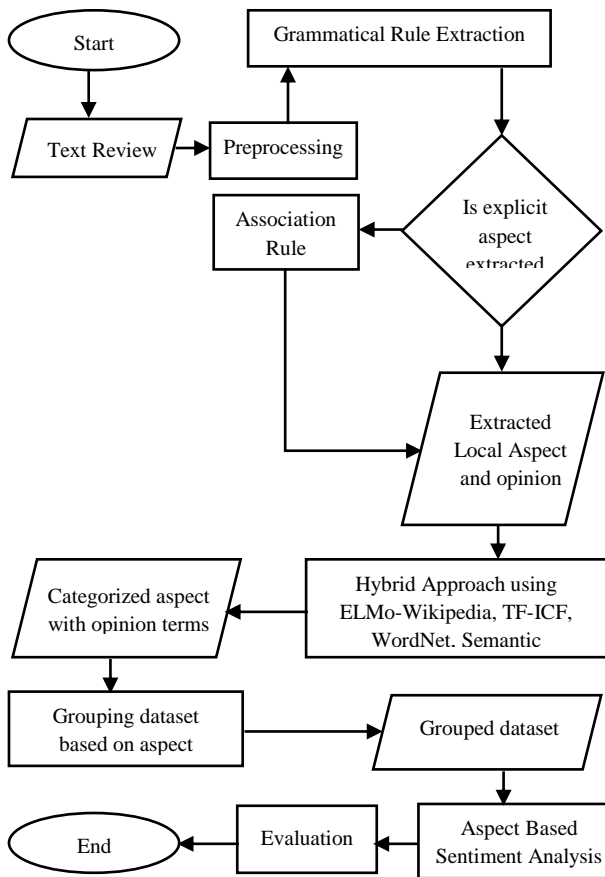 Start
Grammatical Rule Extraction
Text Review
Preprocessing
Association
Rule
Is explicit
aspect
extracted
Extracted
Local Aspect
and opinion
Categorized aspect
with opinion terms
Hybrid Approach using
ELMo-Wikipedia, TF-ICF,
WordNet, Semantic
Grouping dataset
based on aspect
Grouped dataset
End
Evaluation
Aspect Based
Sentiment Analysis